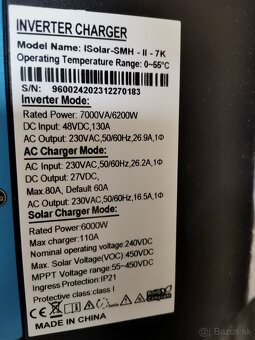 INVERTER CHARGER
Model Name: ISolar-SMH - II - 7K
Operating Temperature Range: 0~55°C
S/N: 960024202312270183
Inverter Mode:
Rated Power: 7000VA/6200W
DC Input: 48VDC,130A
AC Output: 230VAC,50/60Hz,26.9A,1Φ
AC Charger Mode:
AC Input: 230VAC,50/60Hz,26.2A,1Φ
DC Output: 27VDC,
Max.80A, Default 60A
AC Output: 230VAC,50/60Hz,16.5A,1Φ
Solar Charger Mode:
Rated Power: 6000W
Max charger: 110A
Nominal operating voltage: 240VDC
Max. Solar Voltage(VOC): 450VDC
MPPT Voltage range: 55~450VDC
Ingress Protection: IP21
Protective class: class I
CE
RoHS
MADE IN CHINA
Bazos.sk